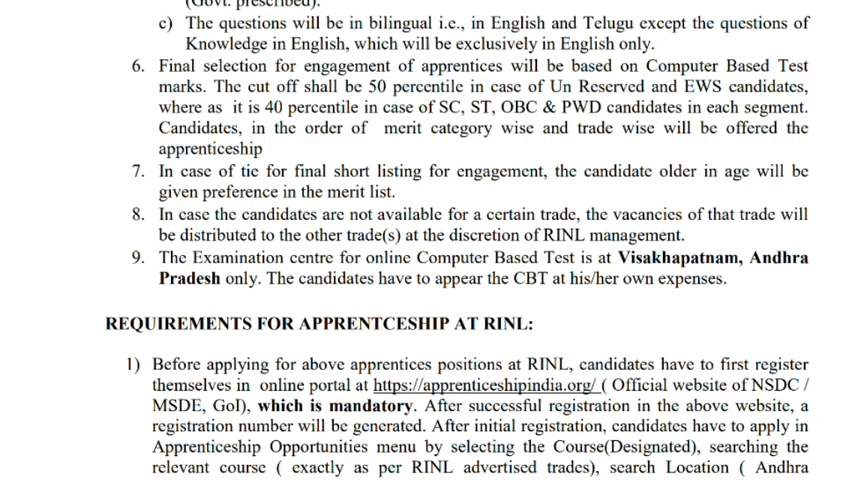 (Govt. prescribed).
c) The questions will be in bilingual i.e., in English and Telugu except the questions of
Knowledge in English, which will be exclusively in English only.
6. Final selection for engagement of apprentices will be based on Computer Based Test
marks. The cut off shall be 50 percentile in case of Un Reserved and EWS candidates,
where as it is 40 percentile in case of SC, ST, OBC & PWD candidates in each segment.
Candidates, in the order of merit category wise and trade wise will be offered the
apprenticeship
7. In case of tie for final short listing for engagement, the candidate older in age will be
given preference in the merit list.
8. In case the candidates are not available for a certain trade, the vacancies of that trade will
be distributed to the other trade(s) at the discretion of RINL management.
9. The Examination centre for online Computer Based Test is at Visakhapatnam, Andhra
Pradesh only. The candidates have to appear the CBT at his/her own expenses.
REQUIREMENTS FOR APPRENTCESHIP AT RINL:
1) Before applying for above apprentices positions at RINL, candidates have to first register
themselves in online portal at https://apprenticeshipindia.org/ ( Official website of NSDC /
MSDE, GoI), which is mandatory. After successful registration in the above website, a
registration number will be generated. After initial registration, candidates have to apply in
Apprenticeship Opportunities menu by selecting the Course(Designated), searching the
relevant course ( exactly as per RINL advertised trades), search Location ( Andhra